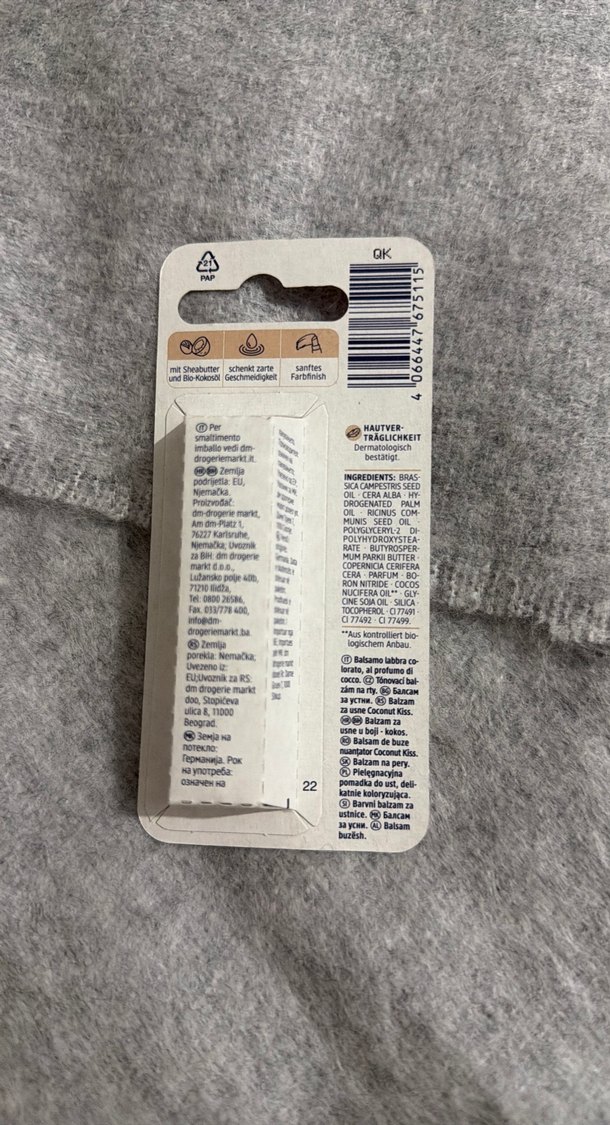 21
PAP
QK
4 066447 675115
mit Sheabutter
und Bio-Kokosöl
schenkt zarte
Geschmeidigkeit
sanftes
Farbfinish
IT Per
smaltimento
imballo vedi dm-
drogeriemarkt.it.
HR BH Zemlja
podrijetla: EU,
Njemačka.
Proizvođač:
dm-drogerie markt,
Am dm-Platz 1,
76227 Karlsruhe,
Njemačka; Uvoznik
za BIH: dm drogerie
markt d.o.o.,
Lužansko polje 40b,
71210 Ilidža,
Tel: 0800 26586,
Fax. 033/778 400,
info@dm-
drogeriemarkt.ba
RS Zemlja
porekla: Nemačka;
Uvezeno iz:
EU;Uvoznik za RS:
dm drogerie markt
doo, Stopićeva
ulica 8, 11000
Beograd.
MK Земја на
потекло:
Германија. Рок
на употреба:
означен на
22
HAUTVER-
TRÄGLICHKEIT
Dermatologisch
bestätigt.
INGREDIENTS: BRAS-
SICA CAMPESTRIS SEED
OIL · CERA ALBA · HY-
DROGENATED PALM
OIL · RICINUS COM-
MUNIS SEED OIL ·
POLYGLYCERYL-2 DI-
POLYHYDROXYSTEA-
RATE · BUTYROSPER-
MUM PARKII BUTTER ·
COPERNICIA CERIFERA
CERA · PARFUM · BO-
RON NITRIDE · COCOS
NUCIFERA OIL** · GLY-
CINE SOJA OIL · SILICA ·
TOCOPHEROL · CI 77491 ·
CI 77492 · CI 77499.
**Aus kontrolliert bio-
logischem Anbau.
IT Balsamo labbra co-
lorato, al profumo di
cocco. CZ Tónovací bal-
zám na rty. BG Балсам
за устни. RS Balzam
za usne Coconut Kiss.
HR BH Balzam za
usne u boji - kokos.
RO Balsam de buze
nuanțator Coconut Kiss.
SK Balzam na pery.
PL Pielęgnacyjna
pomadka do ust, deli-
katnie koloryzująca.
SI Barvni balzam za
ustnice. MK Балсам
за усни. AL Balsam
buzësh.